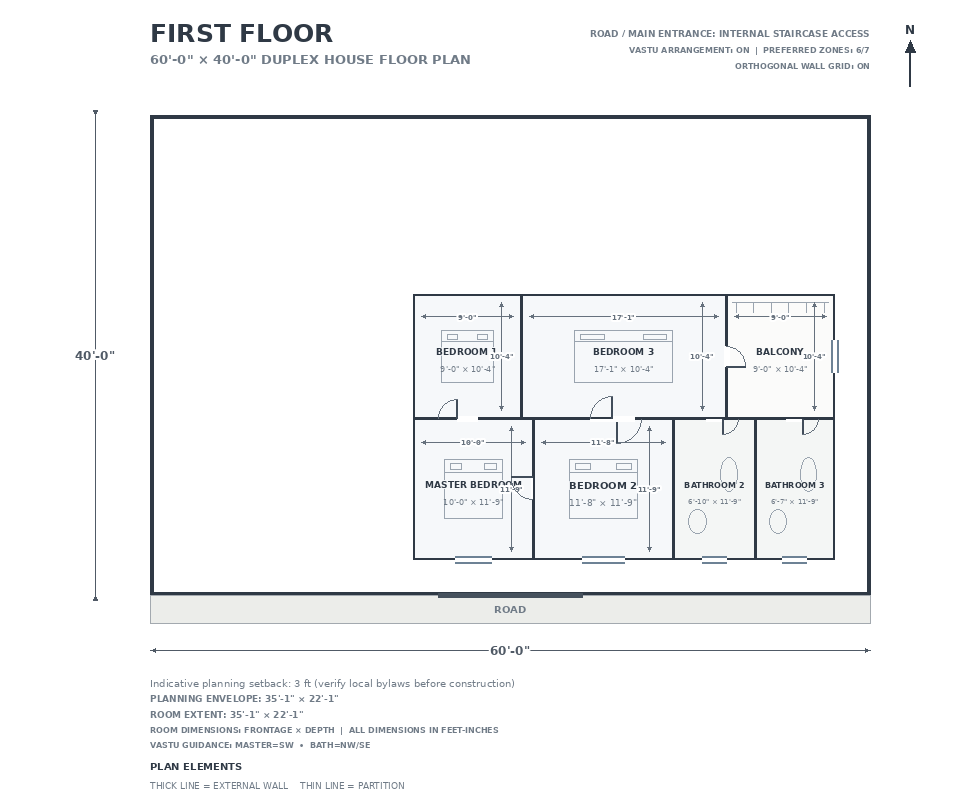 FIRST FLOOR
60'-0" × 40'-0" DUPLEX HOUSE FLOOR PLAN
ROAD / MAIN ENTRANCE: INTERNAL STAIRCASE ACCESS
VASTU ARRANGEMENT: ON | PREFERRED ZONES: 6/7
ORTHOGONAL WALL GRID: ON
N
9'-0"
17'-1"
9'-0"
BEDROOM 1
10'-4"
BEDROOM 3
10'-4"
BALCONY
10'-4"
40'-0"
9'-0" × 10'-4"
17'-1" × 10'-4"
9'-0" × 10'-4"
10'-0"
11'-8"
MASTER BEDROOM
11'-9"
BEDROOM 2
11'-9"
BATHROOM 2
BATHROOM 3
10'-0" × 11'-9"
11'-8" × 11'-9"
6'-10" × 11'-9"
6'-7" × 11'-9"
ROAD
60'-0"
Indicative planning setback: 3 ft (verify local bylaws before construction)
PLANNING ENVELOPE: 35'-1" × 22'-1"
ROOM EXTENT: 35'-1" × 22'-1"
ROOM DIMENSIONS: FRONTAGE × DEPTH | ALL DIMENSIONS IN FEET-INCHES
VASTU GUIDANCE: MASTER=SW • BATH=NW/SE
PLAN ELEMENTS
THICK LINE = EXTERNAL WALL THIN LINE = PARTITION